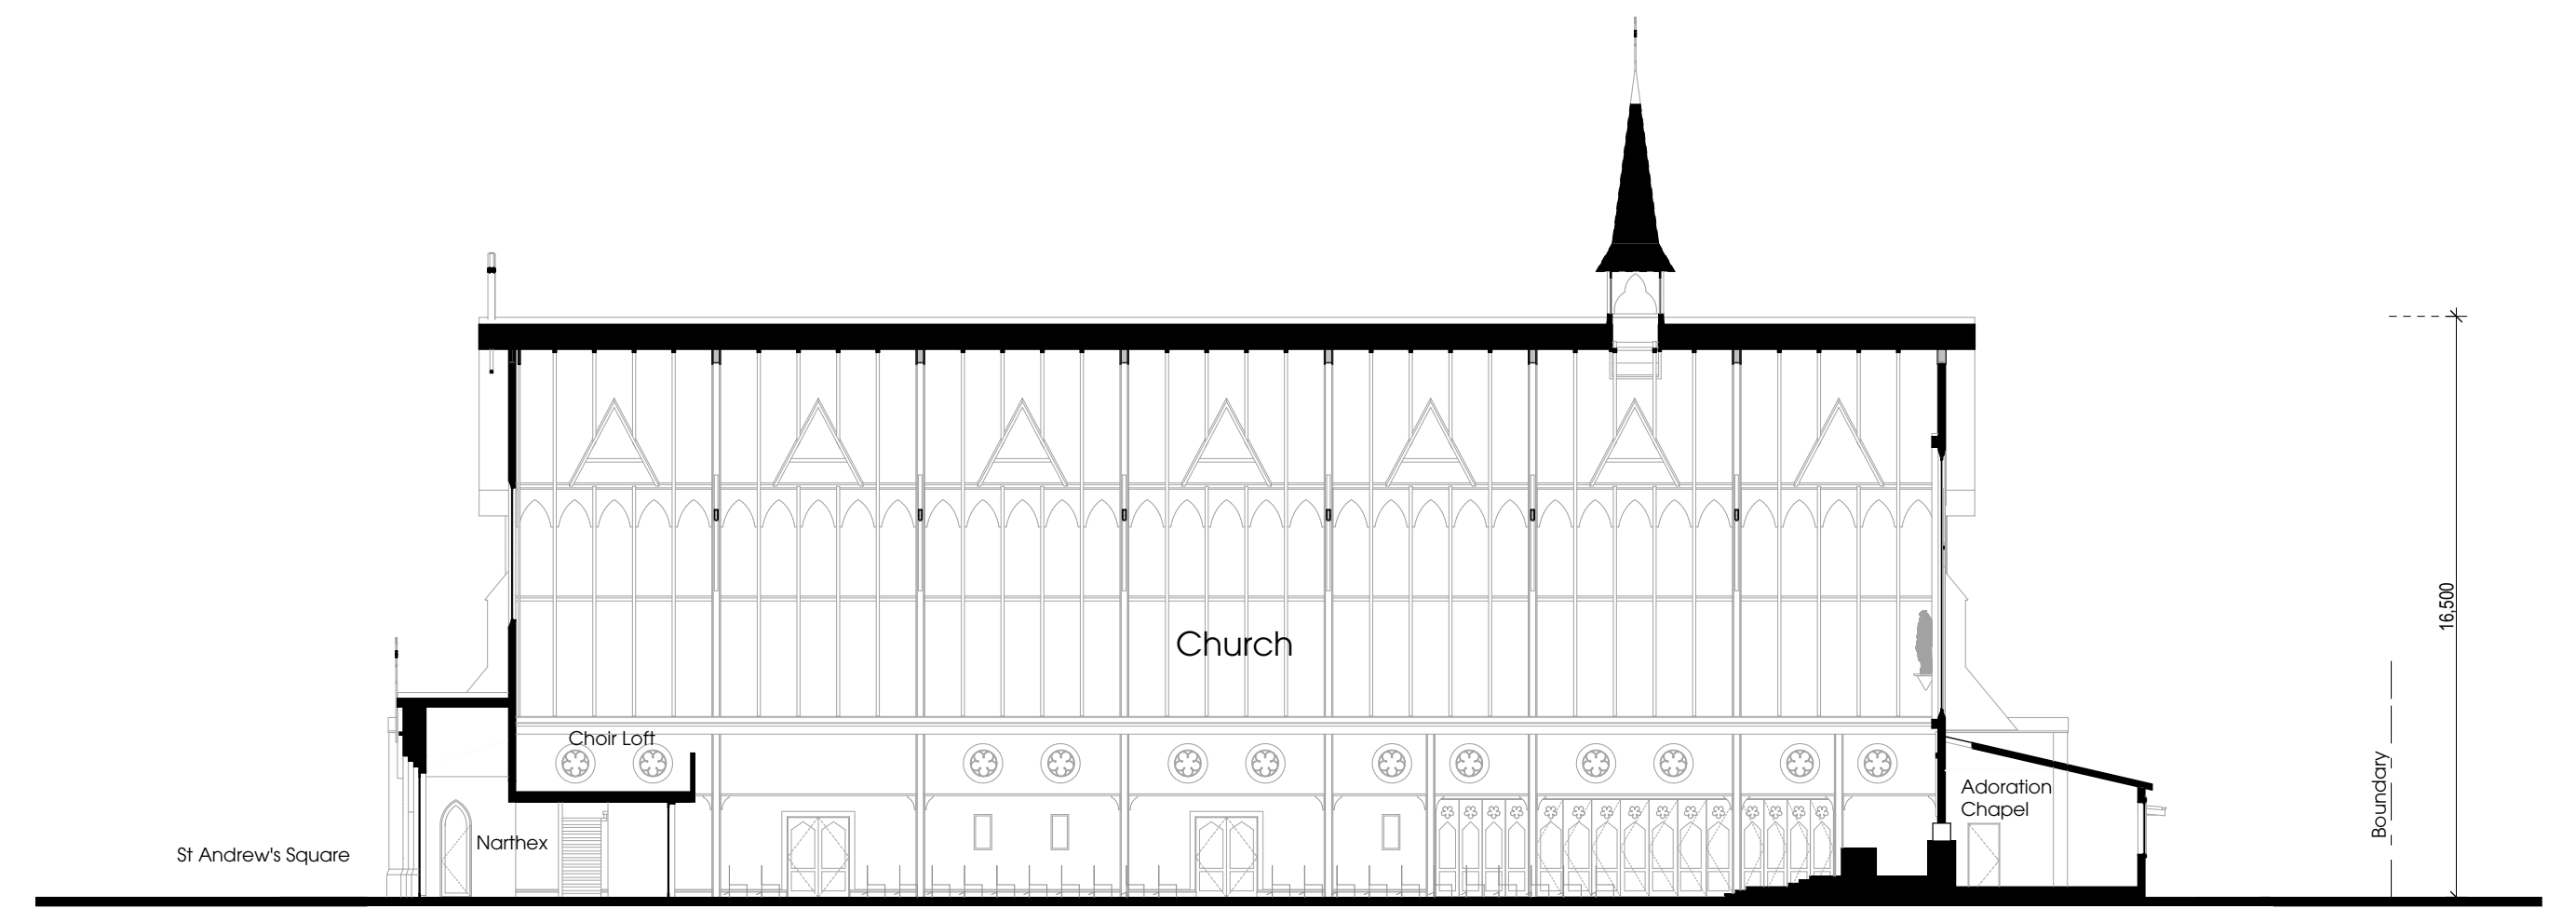 16,500
Church
Choir Loft
Boundary
Adoration
Chapel
Narthex
St Andrew's Square